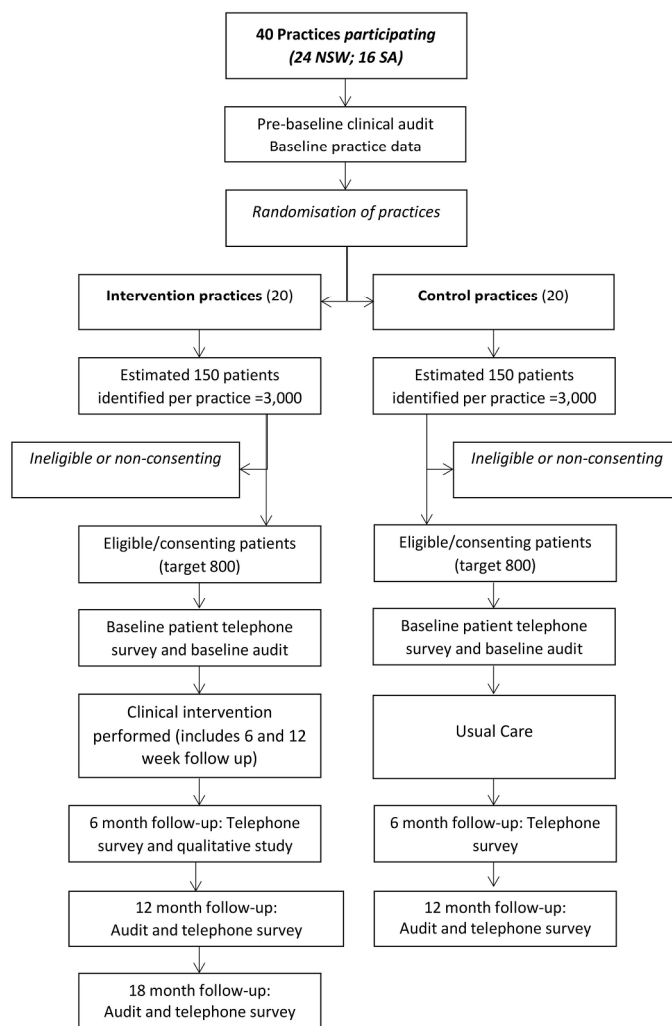 40 Practices participating
(24 NSW; 16 SA)
Pre-baseline clinical audit
Baseline practice data
Randomisation of practices
Intervention practices (20)
Control practices (20)
Estimated 150 patients
identified per practice =3,000
Estimated 150 patients
identified per practice =3,000
Ineligible or non-consenting
Ineligible or non-consenting
Eligible/consenting patients
(target 800)
Eligible/consenting patients
(target 800)
Baseline patient telephone
survey and baseline audit
Baseline patient telephone
survey and baseline audit
Clinical intervention
performed (includes 6 and 12
week follow up)
Usual Care
6 month follow-up: Telephone
survey and qualitative study
6 month follow-up: Telephone
survey
12 month follow-up:
Audit and telephone survey
12 month follow-up:
Audit and telephone survey
18 month follow-up:
Audit and telephone survey